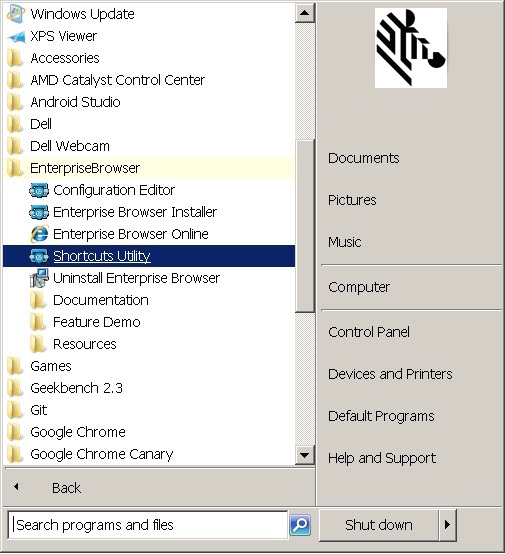 Windows Update
XPS Viewer
Accessories
AMD Catalyst Control Center
Android Studio
Dell
Dell Webcam
EnterpriseBrowser
Configuration Editor
Enterprise Browser Installer
Enterprise Browser Online
Shortcuts Utility
Uninstall Enterprise Browser
Documentation
Feature Demo
Resources
Games
Geekbench 2.3
Git
Google Chrome
Google Chrome Canary
Back
Search programs and files
Documents
Pictures
Music
Computer
Control Panel
Devices and Printers
Default Programs
Help and Support
Shut down